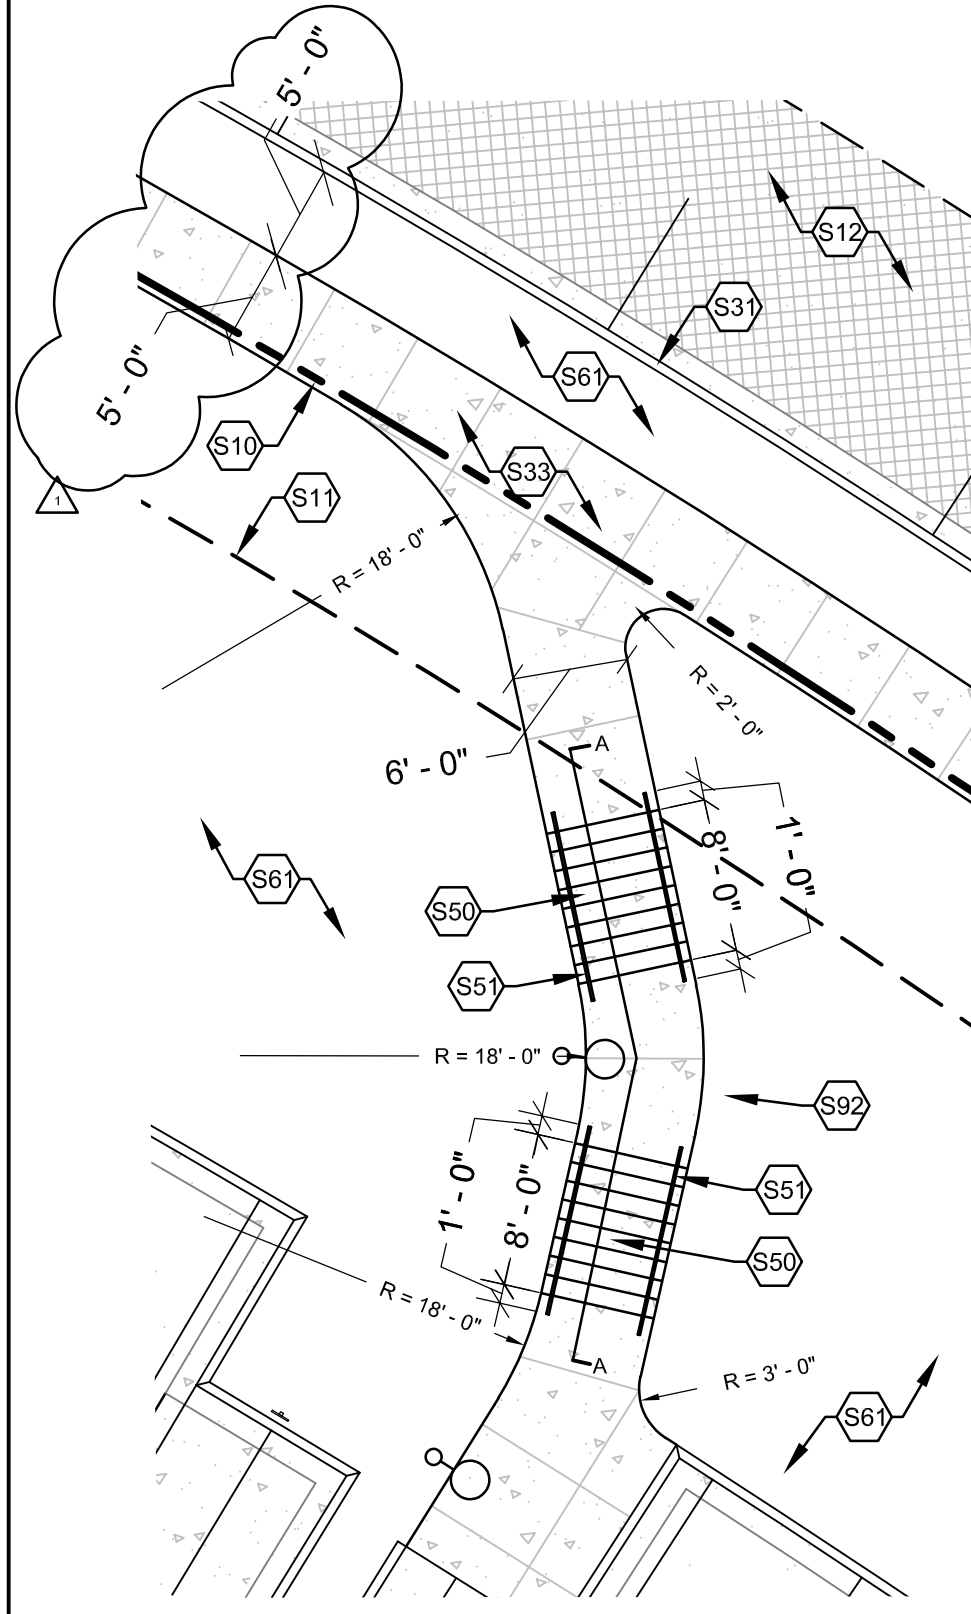 5' - 0"
S12
S31
S61
5' - 0"
S10
S33
S11
1
R = 18' - 0"
R = 2' - 0"
A
6' - 0"
1' - 0"
8' - 0"
S61
S50
S51
R = 18' - 0"
S92
1' - 0"
8' - 0"
S51
S50
R = 18' - 0"
A
R = 3' - 0"
S61